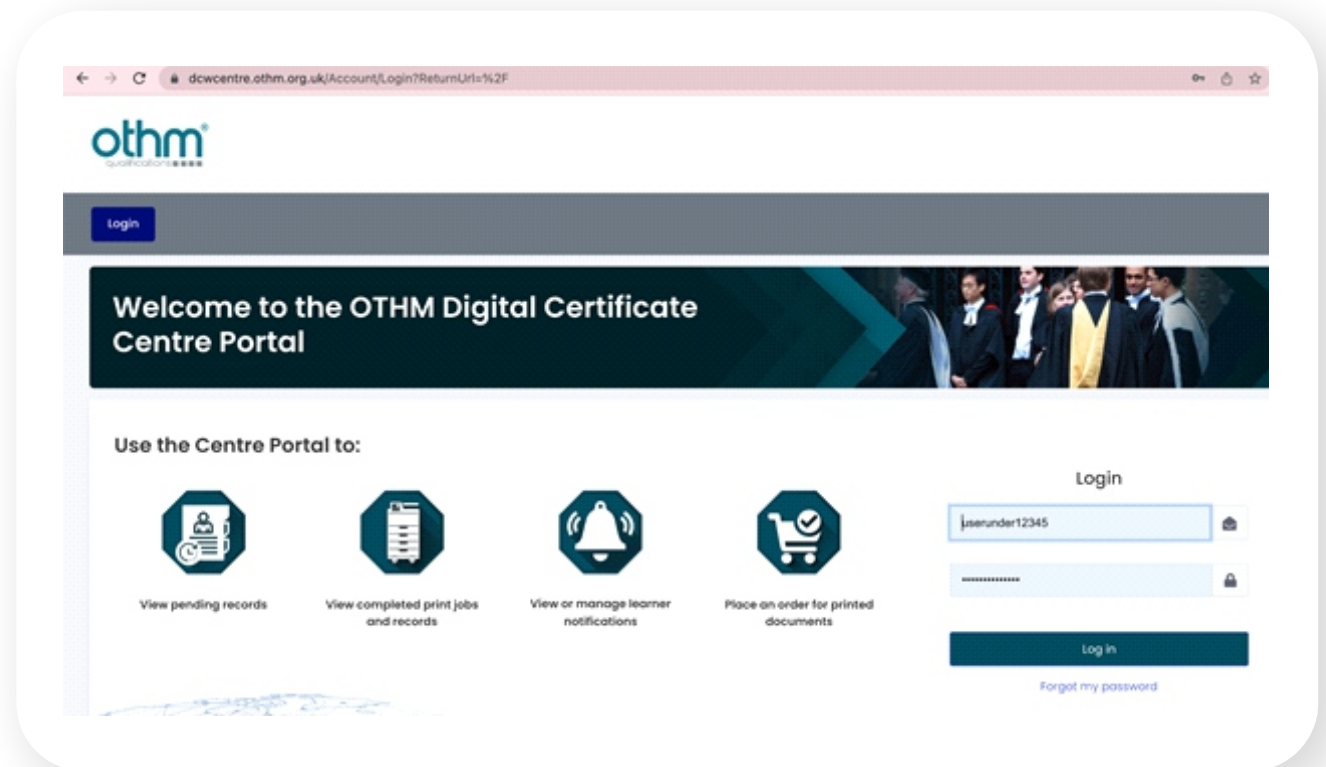 dcwcentre.othm.org.uk/Account/Login?ReturnUrl=%2F
othm®
qualifications
Login
Welcome to the OTHM Digital Certificate
Centre Portal
Use the Centre Portal to:
Login
userunder12345
••••••••••••••
View pending records
View completed print jobs
and records
View or manage learner
notifications
Place an order for printed
documents
Log in
Forgot my password